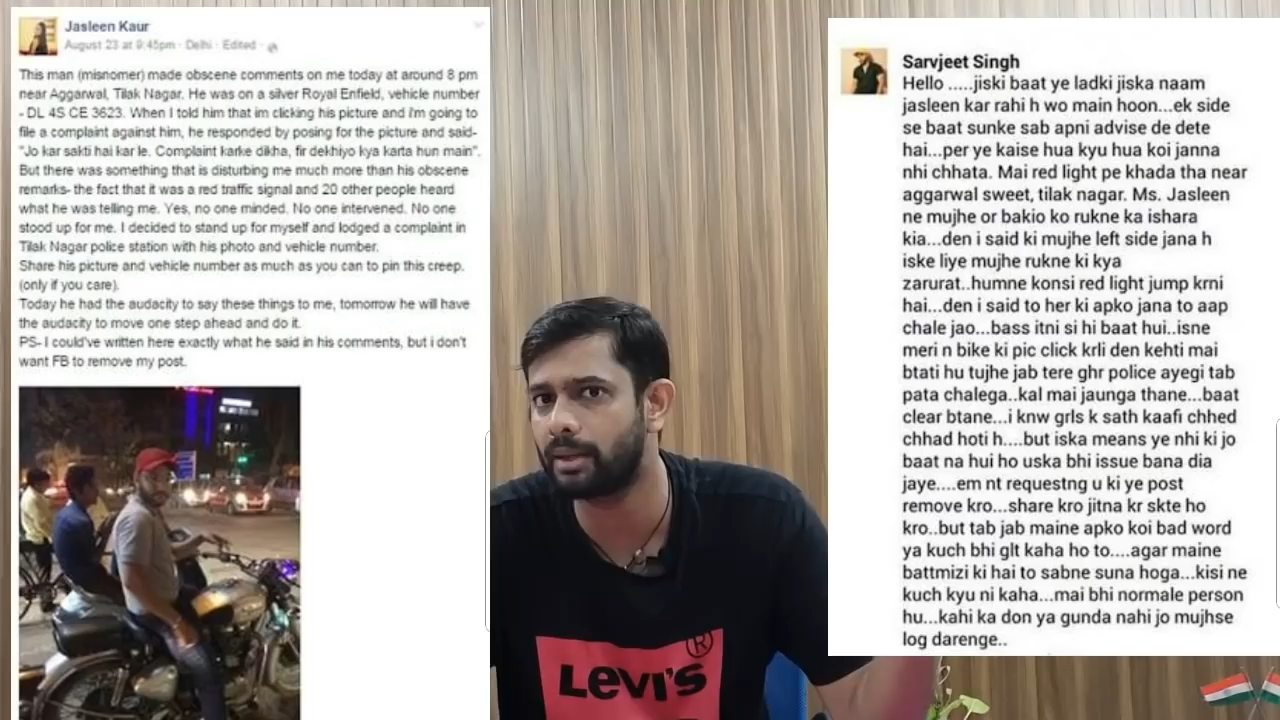 Jasleen Kaur
August 23 at 9:45pm · Delhi · Edited ·
This man (misnomer) made obscene comments on me today at around 8 pm
near Aggarwal, Tilak Nagar. He was on a silver Royal Enfield, vehicle number
- DL 4S CE 3623. When I told him that im clicking his picture and i'm going to
file a complaint against him, he responded by posing for the picture and said-
"Jo kar sakti hai kar le. Complaint karke dikha, fir dekhiyo kya karta hun main".
But there was something that is disturbing me much more than his obscene
remarks- the fact that it was a red traffic signal and 20 other people heard
what he was telling me. Yes, no one minded. No one intervened. No one
stood up for me. I decided to stand up for myself and lodged a complaint in
Tilak Nagar police station with his photo and vehicle number.
Share his picture and vehicle number as much as you can to pin this creep.
(only if you care).
Today he had the audacity to say these things to me, tomorrow he will have
the audacity to move one step ahead and do it.
PS- I could've written here exactly what he said in his comments, but i don't
want FB to remove my post.
LEVI'S
®
Sarvjeet Singh
Hello .....jiski baat ye ladki jiska naam
jasleen kar rahi h wo main hoon...ek side
se baat sunke sab apni advise de dete
hai...per ye kaise hua kyu hua koi janna
nhi chhata. Mai red light pe khada tha near
aggarwal sweet, tilak nagar. Ms. Jasleen
ne mujhe or bakio ko rukne ka ishara
kia...den i said ki mujhe left side jana h
iske liye mujhe rukne ki kya
zarurat..humne konsi red light jump krni
hai...den i said to her ki apko jana to aap
chale jao...bass itni si hi baat hui..isne
meri n bike ki pic click krli den kehti mai
btati hu tujhe jab tere ghr police ayegi tab
pata chalega..kal mai jaunga thane...baat
clear btane...i knw grls k sath kaafi chhed
chhad hoti h....but iska means ye nhi ki jo
baat na hui ho uska bhi issue bana dia
jaye....em nt requestng u ki ye post
remove kro...share kro jitna kr skte ho
kro..but tab jab maine apko koi bad word
ya kuch bhi glt kaha ho to....agar maine
battmizi ki hai to sabne suna hoga...kisi ne
kuch kyu ni kaha...mai bhi normale person
hu...kahi ka don ya gunda nahi jo mujhse
log darenge..